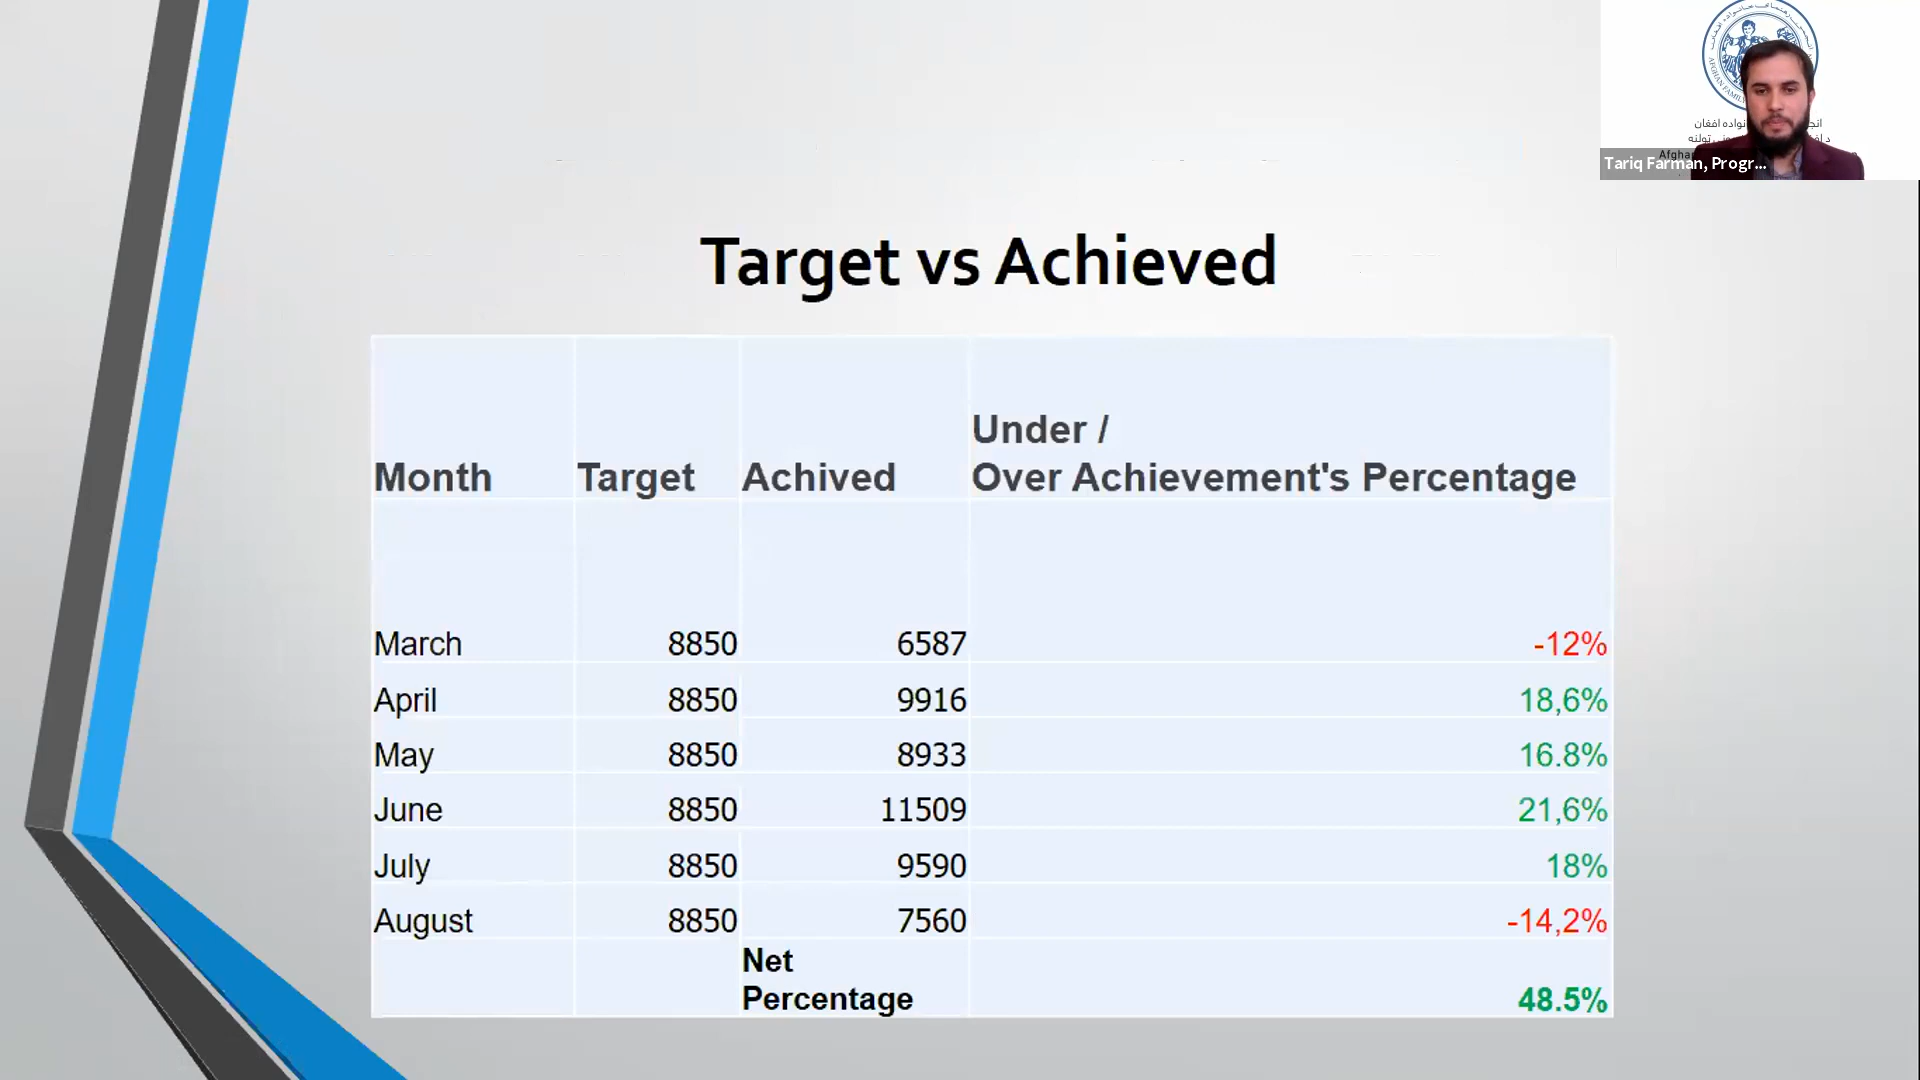 Target vs Achieved
Month Target Achived Under /
Over Achievement's Percentage
March 8850 6587 -12%
April 8850 9916 18,6%
May 8850 8933 16.8%
June 8850 11509 21,6%
July 8850 9590 18%
August 8850 7560 -14,2%
Net
Percentage 48.5%
Tariq Farman, Progr...